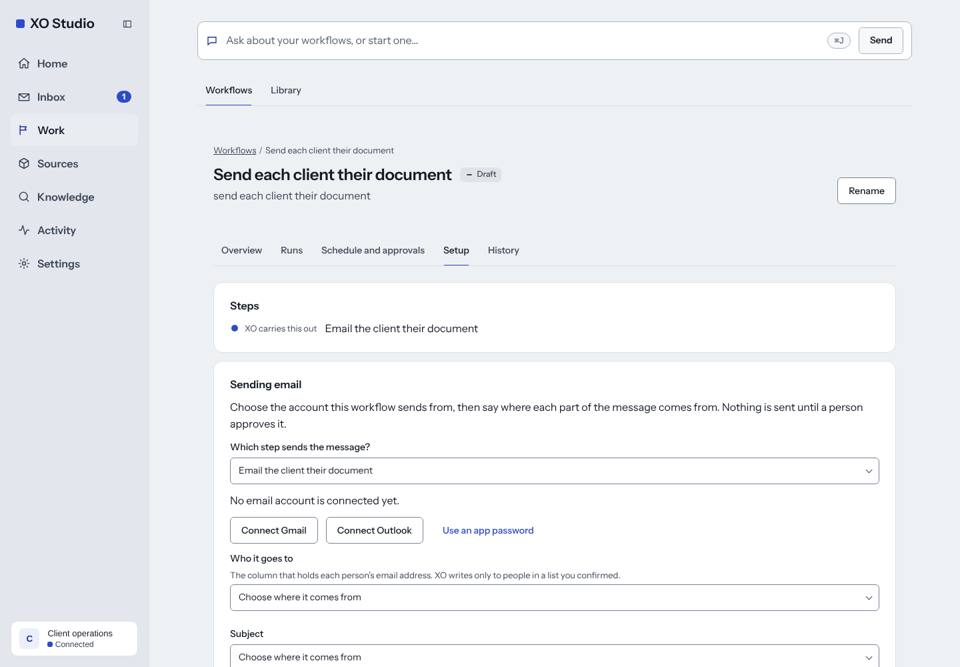 XO Studio
Home
Inbox
1
Work
Sources
Knowledge
Activity
Settings
C
Client operations
Connected
Ask about your workflows, or start one...
⌘J
Send
Workflows
Library
Workflows / Send each client their document
Send each client their document
Draft
send each client their document
Rename
Overview
Runs
Schedule and approvals
Setup
History
Steps
XO carries this out Email the client their document
Sending email
Choose the account this workflow sends from, then say where each part of the message comes from. Nothing is sent until a person
approves it.
Which step sends the message?
Email the client their document
No email account is connected yet.
Connect Gmail
Connect Outlook
Use an app password
Who it goes to
The column that holds each person's email address. XO writes only to people in a list you confirmed.
Choose where it comes from
Subject
Choose where it comes from